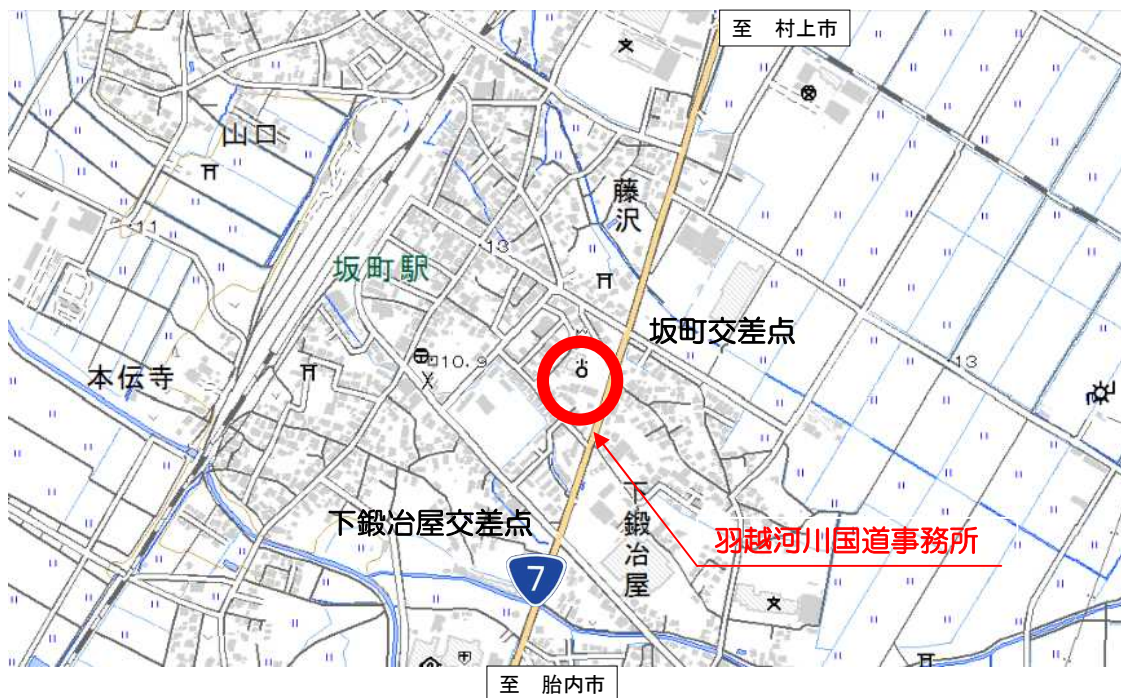 至 村上市
山口
藤沢
11
13
坂町駅
坂町交差点
本伝寺
10.9
13
下鍛冶屋交差点
下鍛冶屋
羽越河川国道事務所
7
至 胎内市